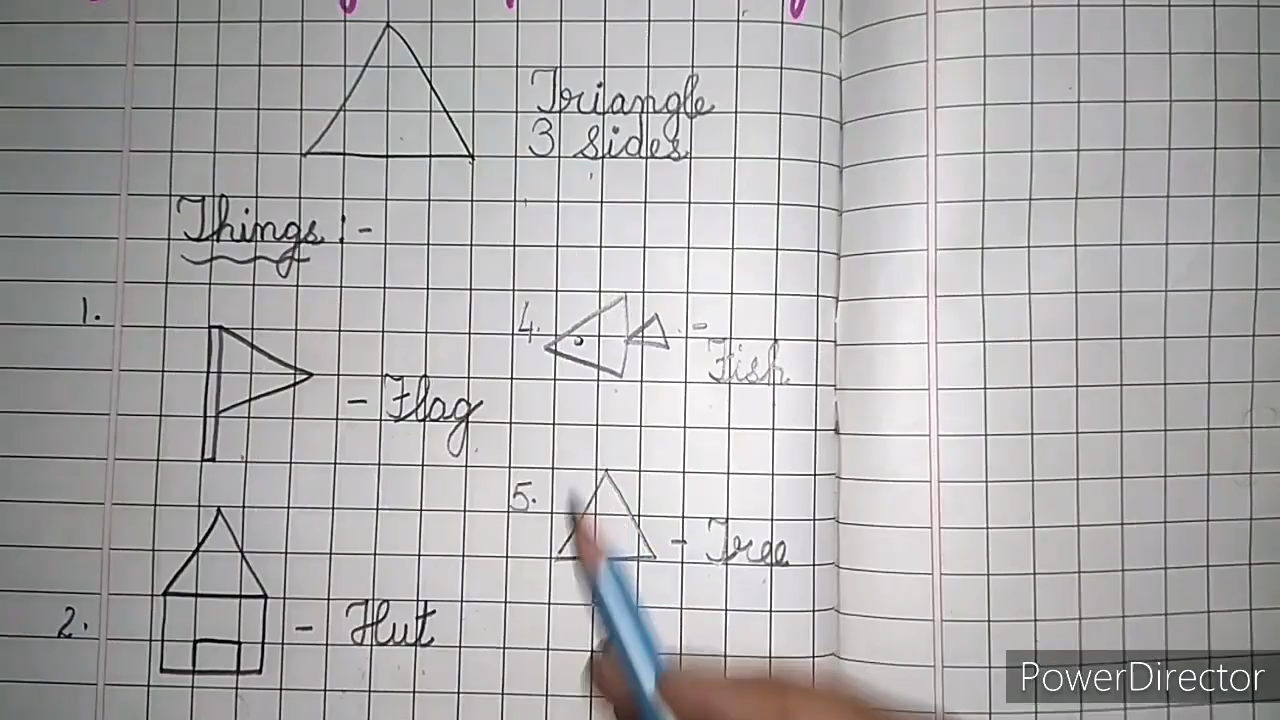 Triangle
3 sides
Things :-
1.
- Flag
2.
- Hut
4.
- Fish
5.
- Tree
PowerDirector